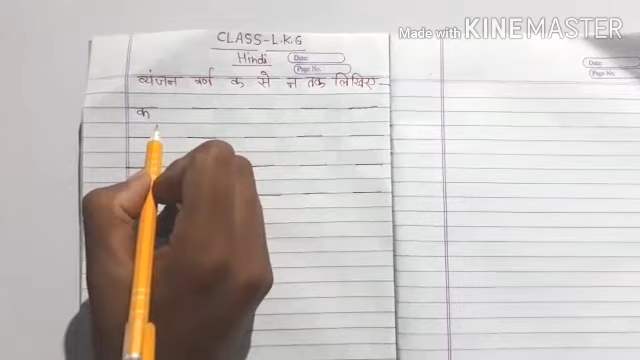 Made with KINEMASTER
CLASS-L.K.G
Hindi
Date:
Page No.
व्यंजन वर्ण क से न तक लिखिए
क
Date:
Page No.